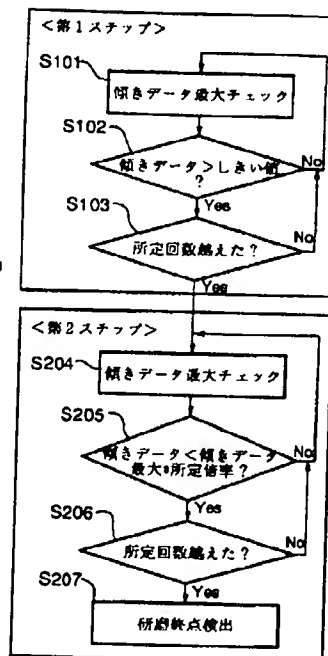 <第1ステップ>
S101
傾きデータ最大チェック
S102
傾きデータ>しきい値
?
No
Yes
S103
所定回数越えた?
No
Yes
<第2ステップ>
S204
傾きデータ最大チェック
S205
傾きデータ<傾きデータ
最大*所定倍率?
No
Yes
S206
所定回数越えた?
No
Yes
S207
研磨終点検出